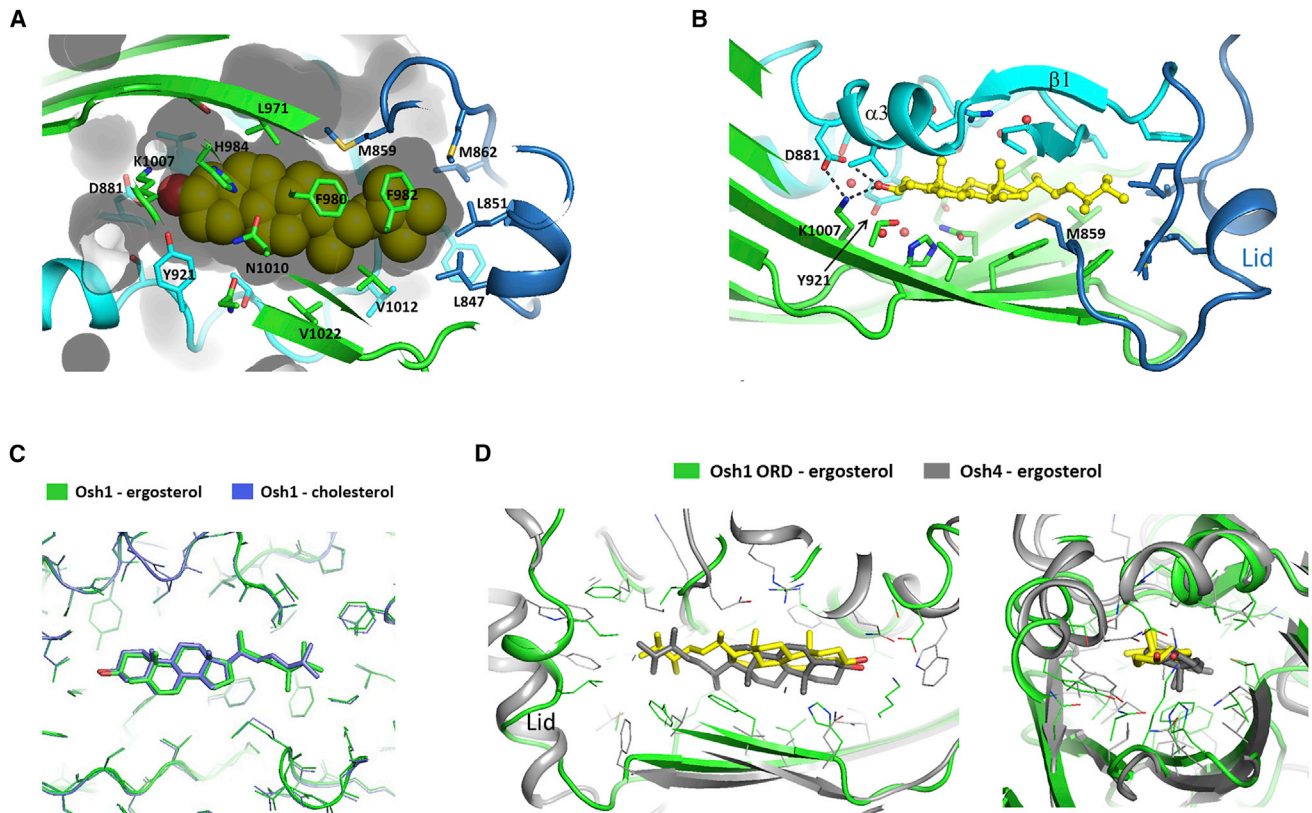 A
L971
H984
M859
M862
K1007
D881
F980
F982
L851
Y921
N1010
L847
V1012
V1022
B
β1
α3
D881
K1007
M859
Y921
Lid
C
Osh1 - ergosterol
Osh1 - cholesterol
D
Osh1 ORD - ergosterol
Osh4 - ergosterol
Lid